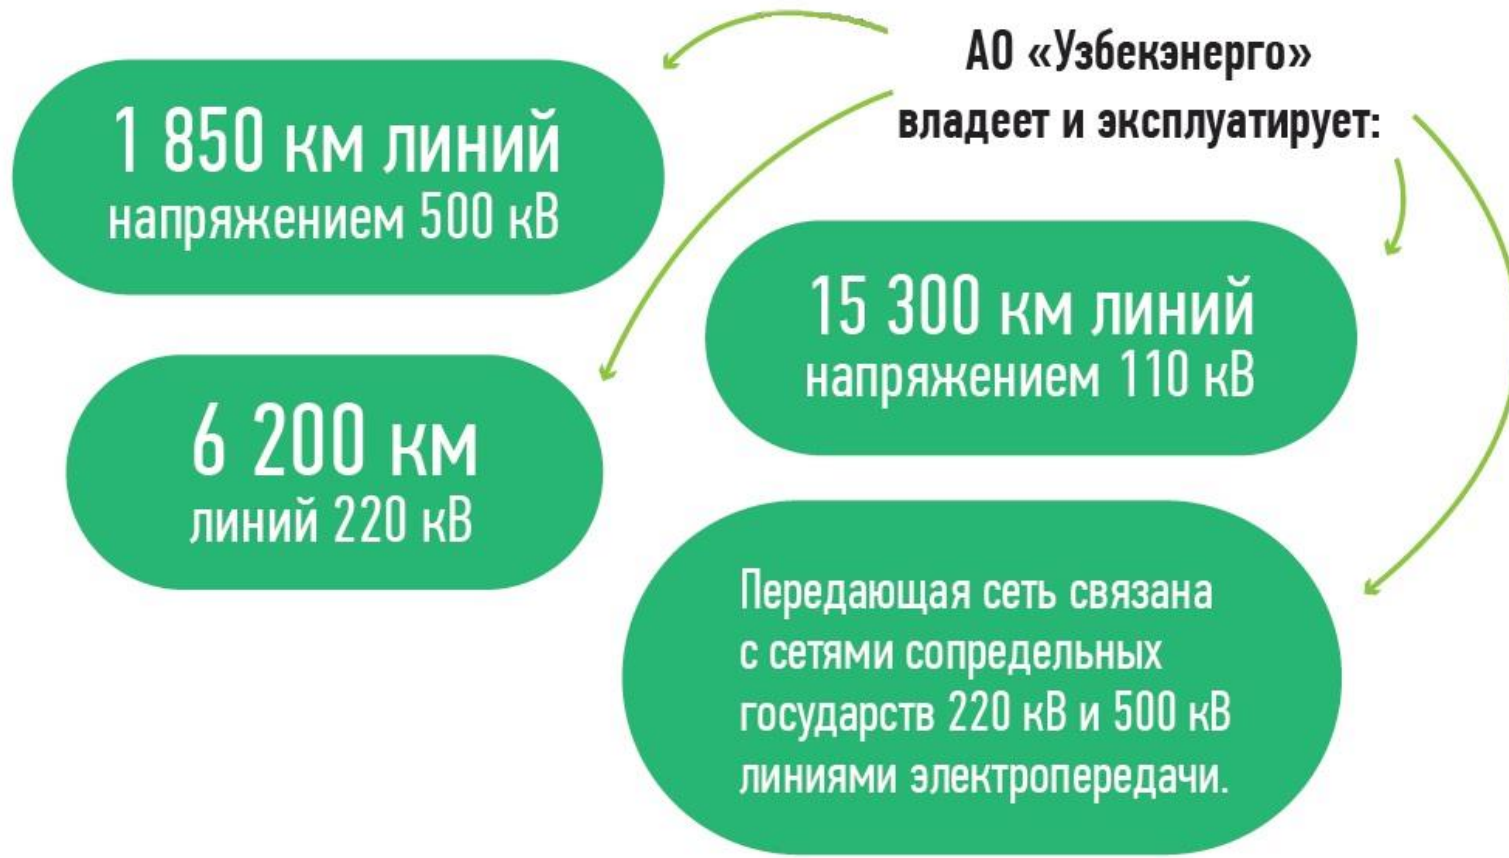 АО «Узбекэнерго»
владеет и эксплуатирует:
1 850 км линий
напряжением 500 кВ
15 300 км линий
напряжением 110 кВ
6 200 км
линий 220 кВ
Передающая сеть связана
с сетями сопредельных
государств 220 кВ и 500 кВ
линиями электропередачи.